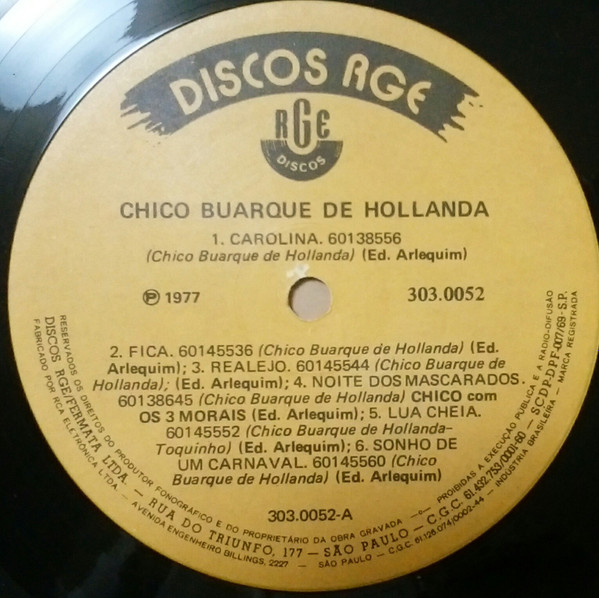 DISCOS RGE
RGE
DISCOS
CHICO BUARQUE DE HOLLANDA
1. CAROLINA. 60138556
(Chico Buarque de Hollanda) (Ed. Arlequim)
℗ 1977
303.0052
2. FICA. 60145536 (Chico Buarque de Hollanda) (Ed.
Arlequim); 3. REALEJO. 60145544 (Chico Buarque de
Hollanda); (Ed. Arlequim); 4. NOITE DOS MASCARADOS.
60138645 (Chico Buarque de Hollanda) CHICO com
OS 3 MORAIS (Ed. Arlequim); 5. LUA CHEIA.
60145552 (Chico Buarque de Hollanda-
Toquinho) (Ed. Arlequim); 6. SONHO DE
UM CARNAVAL. 60145560 (Chico
Buarque de Hollanda) (Ed. Arlequim)
303.0052-A
RESERVADOS OS DIREITOS DO PRODUTOR FONOGRÁFICO E DO PROPRIETÁRIO DA OBRA GRAVADA — PROIBIDAS A EXECUÇÃO PÚBLICA E A RADIO-DIFUSÃO
DISCOS RGE/FERMATA LTDA. — RUA DO TRIUNFO, 177 — SÃO PAULO — C.G.C. 61.432.753/0001-60 — SCDP-DPF-007/69-S.P.
FABRICADO POR RCA ELETRÔNICA LTDA. — AVENIDA ENGENHEIRO BILLINGS, 2227 — SÃO PAULO — C.G.C. 61.126.074/0002-44 — INDÚSTRIA BRASILEIRA — MARCA REGISTRADA